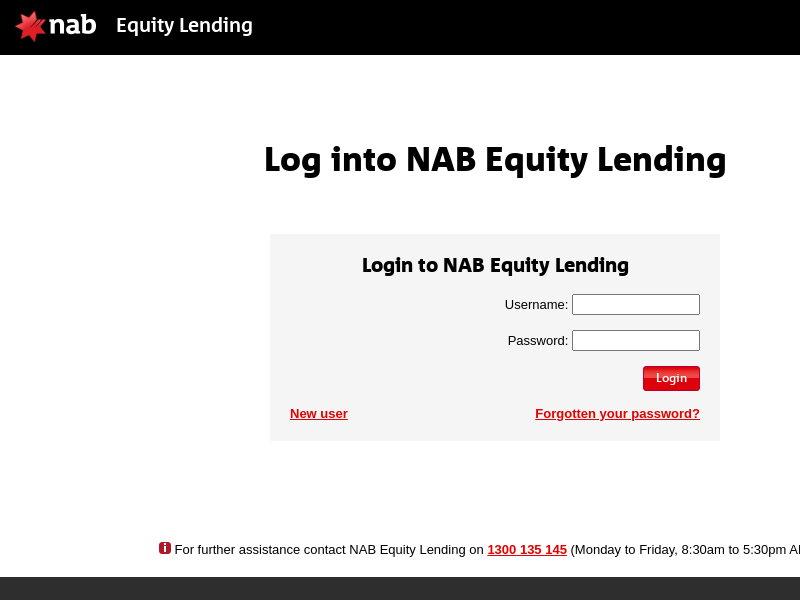 nab Equity Lending
Log into NAB Equity Lending
Login to NAB Equity Lending
Username:
Password:
Login
New user Forgotten your password?
For further assistance contact NAB Equity Lending on 1300 135 145 (Monday to Friday, 8:30am to 5:30pm